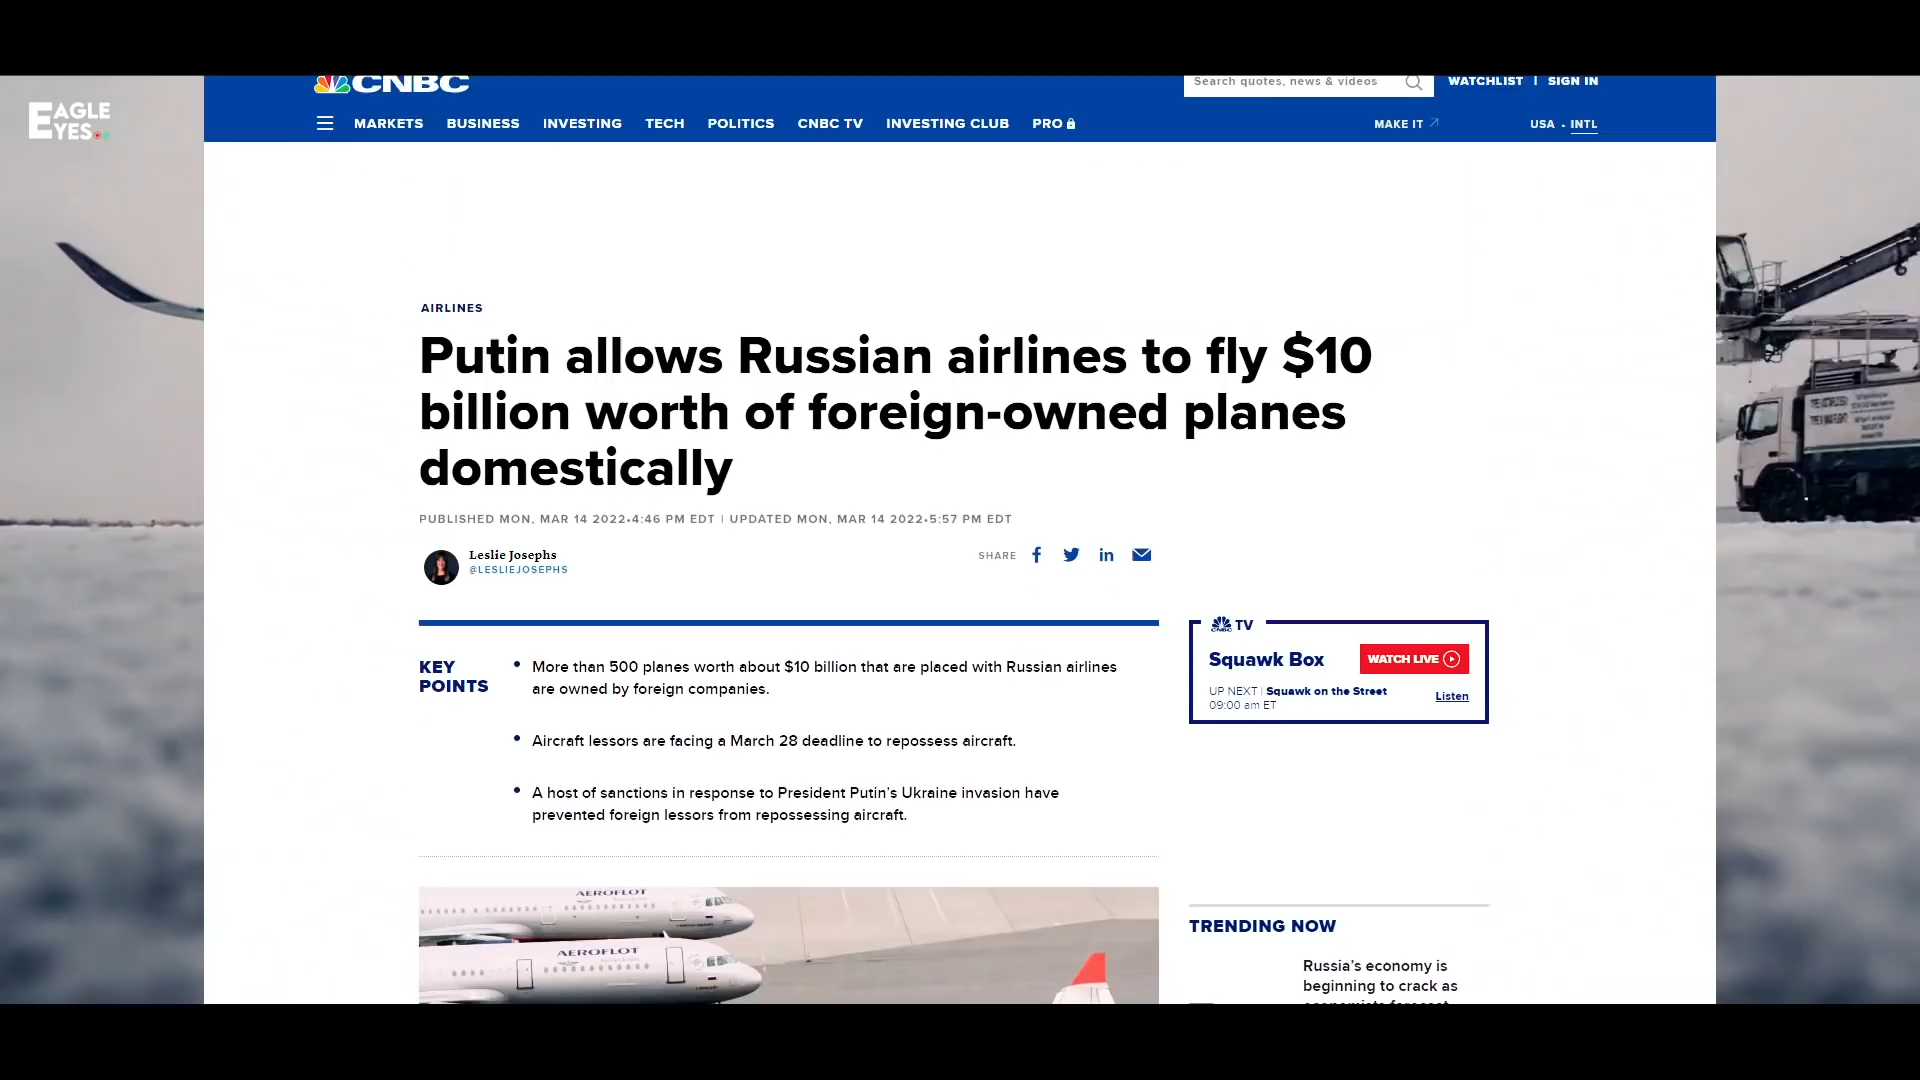 EAGLE
EYES
CNBC
Search quotes, news & videos
WATCHLIST | SIGN IN
MARKETS BUSINESS INVESTING TECH POLITICS CNBC TV INVESTING CLUB PRO
MAKE IT
USA • INTL
AIRLINES
Putin allows Russian airlines to fly $10
billion worth of foreign-owned planes
domestically
PUBLISHED MON, MAR 14 2022•4:46 PM EDT | UPDATED MON, MAR 14 2022•5:57 PM EDT
Leslie Josephs
@LESLIEJOSEPHS
SHARE
KEY
POINTS
• More than 500 planes worth about $10 billion that are placed with Russian airlines
are owned by foreign companies.
• Aircraft lessors are facing a March 28 deadline to repossess aircraft.
• A host of sanctions in response to President Putin’s Ukraine invasion have
prevented foreign lessors from repossessing aircraft.
CNBC TV
Squawk Box
WATCH LIVE
UP NEXT | Squawk on the Street
09:00 am ET
Listen
AEROFLOT
AEROFLOT
TRENDING NOW
Russia’s economy is
beginning to crack as
economists forecast